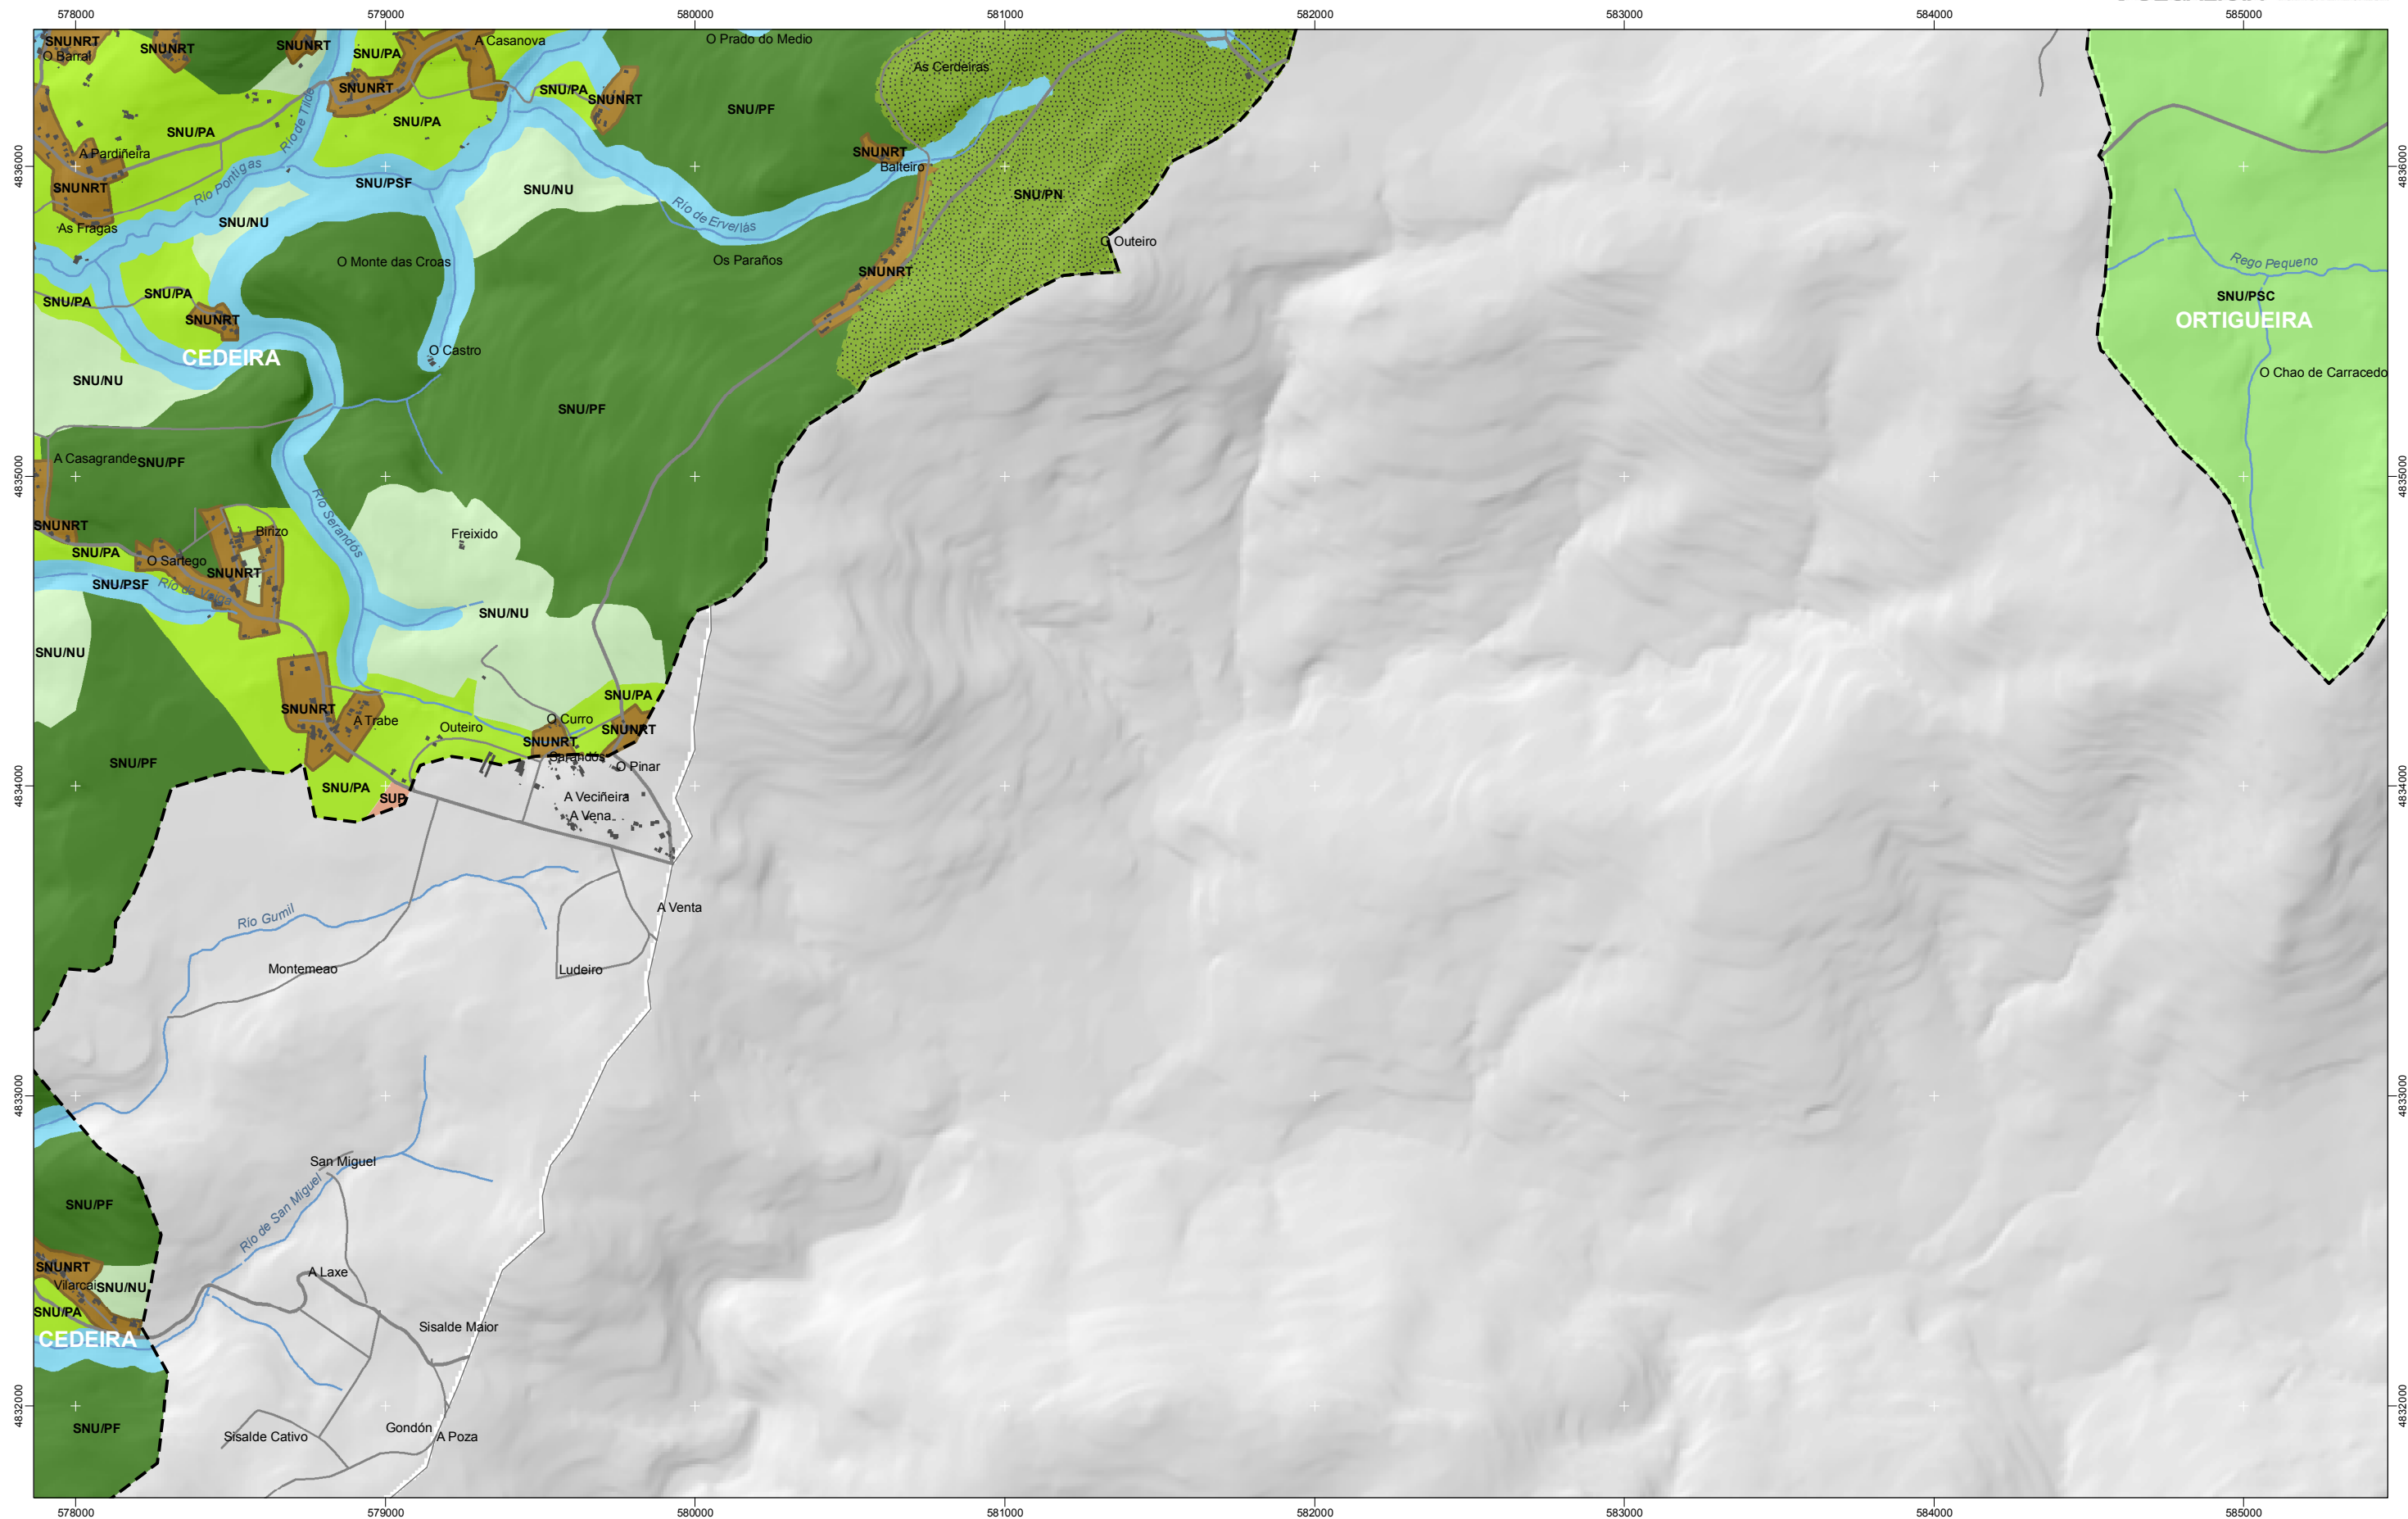 578000
579000
580000
581000
582000
583000
584000
585000
SNUNRT
O Barral
SNUNRT
SNUNRT
SNU/PA
A Casanova
O Prado do Medio
As Cerdeiras
SNUNRT
SNU/PA
SNUNRT
SNU/PF
SNU/PA
SNU/PA
Río de Tilde
A Pardiñeira
SNUNRT
Balteiro
4836000
4836000
Río Pontigas
SNUNRT
SNU/PSF
SNU/NU
SNU/PN
SNU/NU
As Fragas
Río de Ervellás
O Outeiro
O Monte das Croas
Os Paraños
SNUNRT
Rego Pequeno
SNU/PA
SNU/PA
SNU/PSC
SNUNRT
ORTIGUEIRA
CEDEIRA
O Castro
O Chao de Carracedo
SNU/NU
SNU/PF
A Casagrande
SNU/PF
4835000
4835000
Río Serandós
SNUNRT
Birizo
Freixido
SNU/PA
O Sartego
SNUNRT
SNU/PSF
Río da Veiga
SNU/NU
SNU/NU
SNU/PA
SNUNRT
A Trabe
O Curro
Outeiro
SNUNRT
SNUNRT
Sarandós
SNU/PF
O Pinar
4834000
4834000
SNU/PA
SUP
A Veciñeira
A Vena
Río Gumil
A Venta
Montemeao
Ludeiro
4833000
4833000
San Miguel
SNU/PF
Río de San Miguel
SNUNRT
A Laxe
Vilarcai
SNU/NU
SNU/PA
Sisalde Maior
CEDEIRA
4832000
4832000
SNU/PF
Gondón
Sisalde Cativo
A Poza
578000
579000
580000
581000
582000
583000
584000
585000